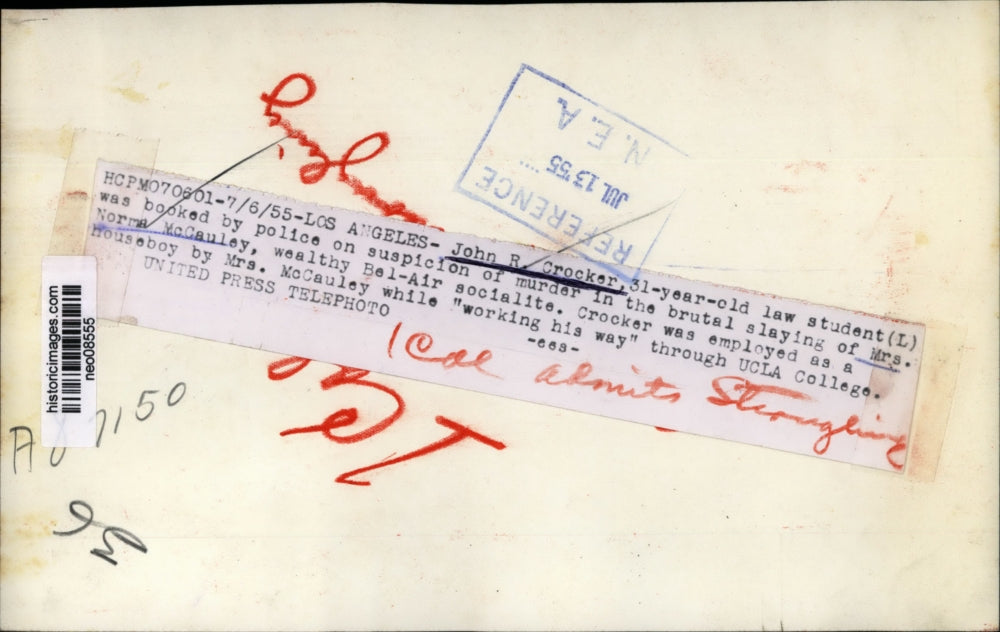 REFERENCE
JUL 13 '55
N. E. A.
HCPMO70601-7/6/55-LOS ANGELES- John R. Crocker, 31-year-old law student(L)
was booked by police on suspicion of murder in the brutal slaying of Mrs.
Norma McCauley, wealthy Bel-Air socialite. Crocker was employed as a
Houseboy by Mrs. McCauley while "working his way" through UCLA College.
UNITED PRESS TELEPHOTO
-ees-
1 Col admits Strangling
historicimages.com
neo08555
7150